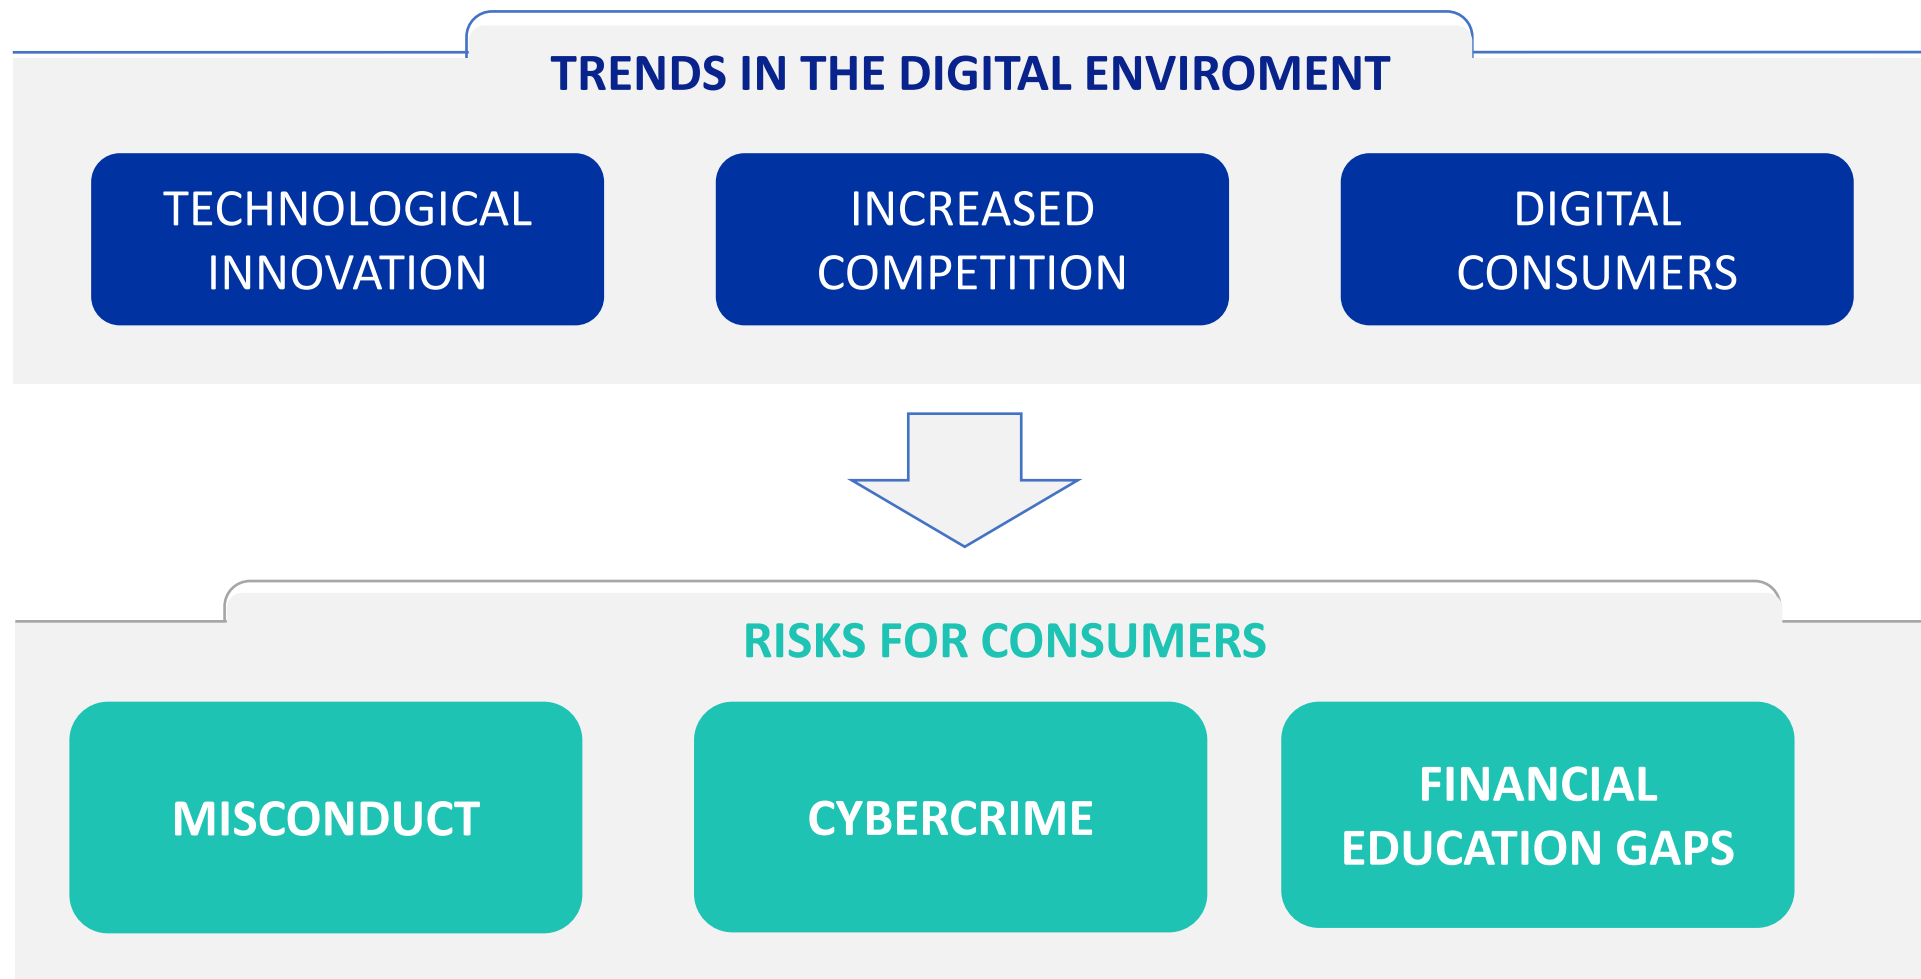 TRENDS IN THE DIGITAL ENVIROMENT
TECHNOLOGICAL
INNOVATION
INCREASED
COMPETITION
DIGITAL
CONSUMERS
RISKS FOR CONSUMERS
MISCONDUCT
CYBERCRIME
FINANCIAL
EDUCATION GAPS